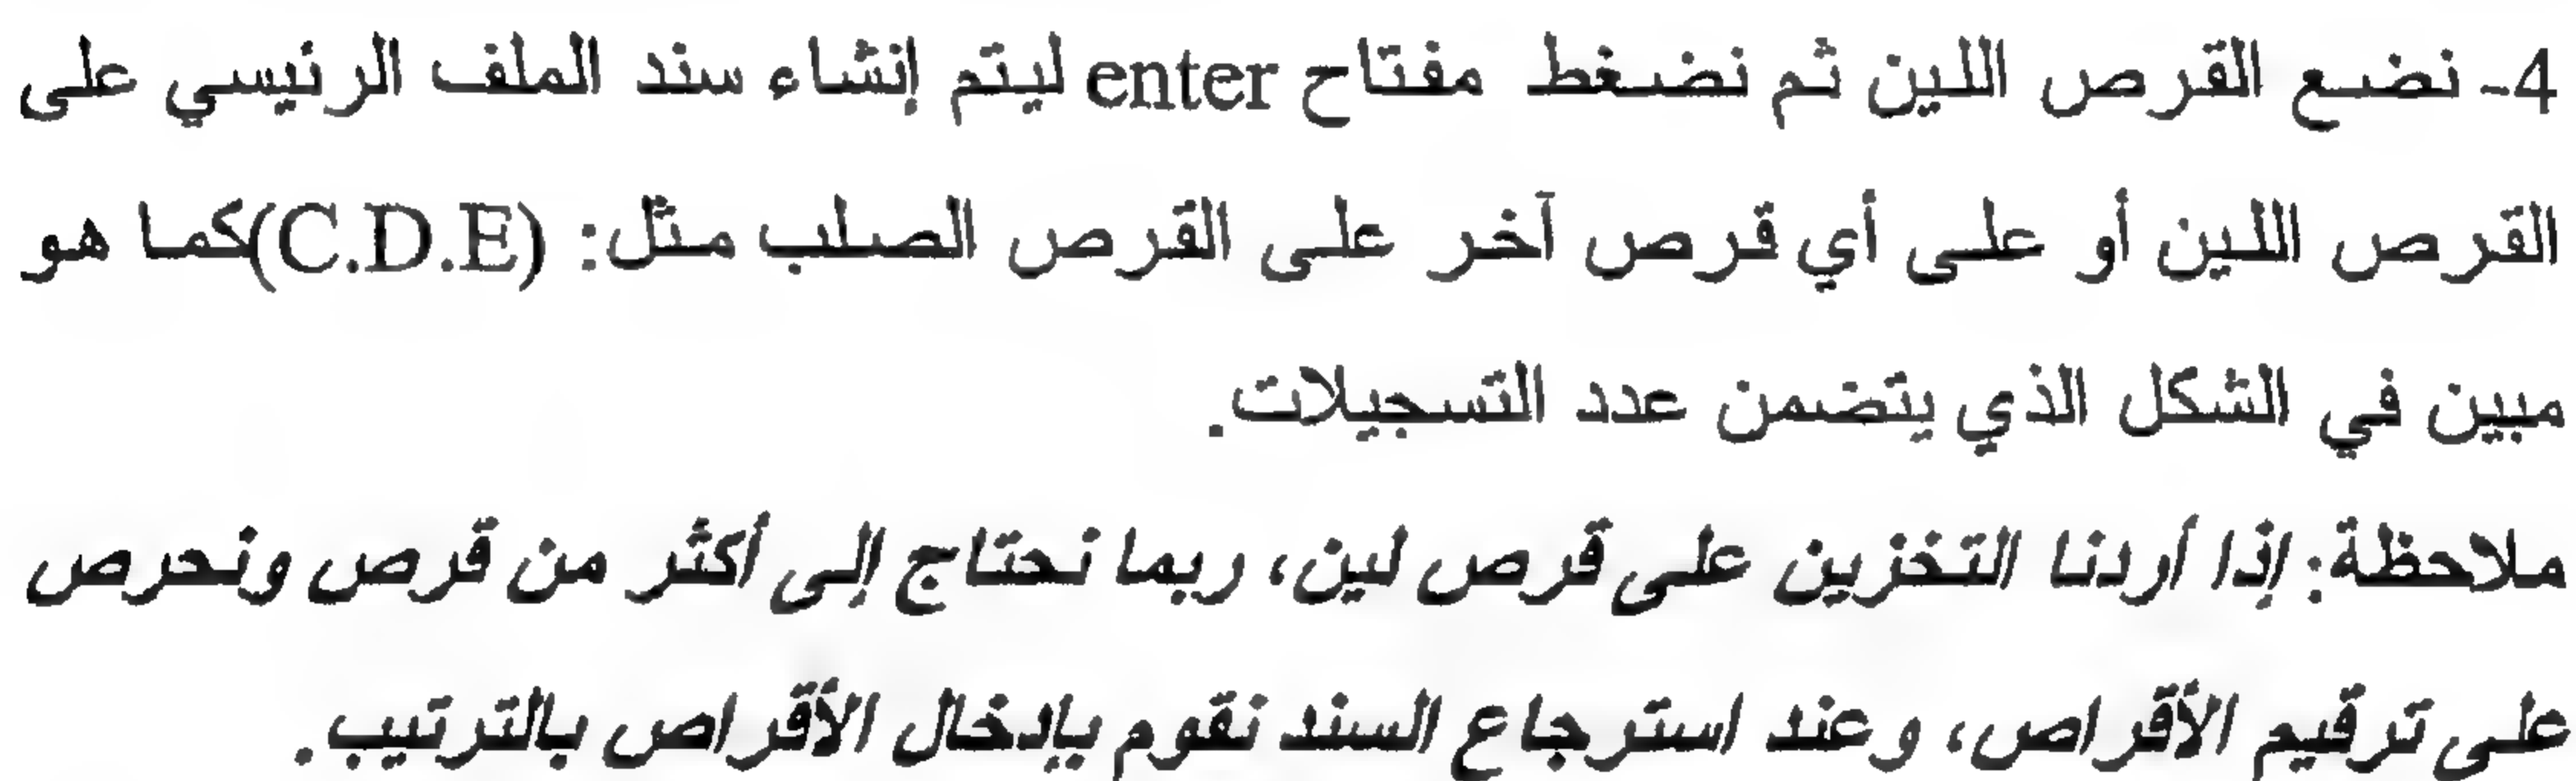 4- نضع القرص اللين ثم نضغط مفتاح enter ليتم إنشاء سند الملف الرئيسي على
القرص اللين أو على أي قرص آخر على القرص الصلب مثل: (C.D.E)كما هو
مبين في الشكل الذي يتضمن عدد التسجيلات.
ملاحظة: إذا أردنا التخزين على قرص لين، ربما نحتاج إلى أكثر من قرص ونحرص
على ترقيم الأقراص، وعند استرجاع السند نقوم بإدخال الأقراص بالترتيب.